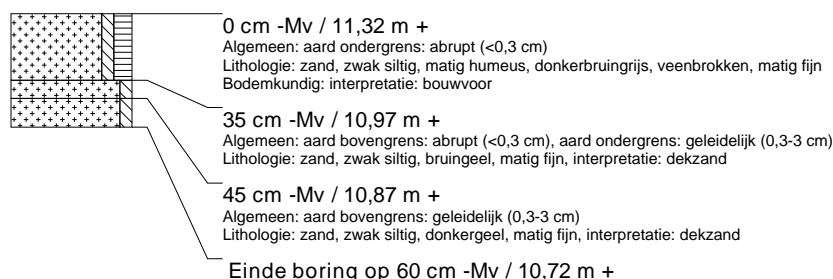 0 cm -Mv / 11,32 m +
Algemeen: aard ondergrens: abrupt (<0,3 cm)
Lithologie: zand, zwak siltig, matig humeus, donkerbruingrijs, veenbrokken, matig fijn
Bodemkundig: interpretatie: bouwvoor
35 cm -Mv / 10,97 m +
Algemeen: aard bovengrens: abrupt (<0,3 cm), aard ondergrens: geleidelijk (0,3-3 cm)
Lithologie: zand, zwak siltig, bruingeel, matig fijn, interpretatie: dekzand
45 cm -Mv / 10,87 m +
Algemeen: aard bovengrens: geleidelijk (0,3-3 cm)
Lithologie: zand, zwak siltig, donkergeel, matig fijn, interpretatie: dekzand
Einde boring op 60 cm -Mv / 10,72 m +